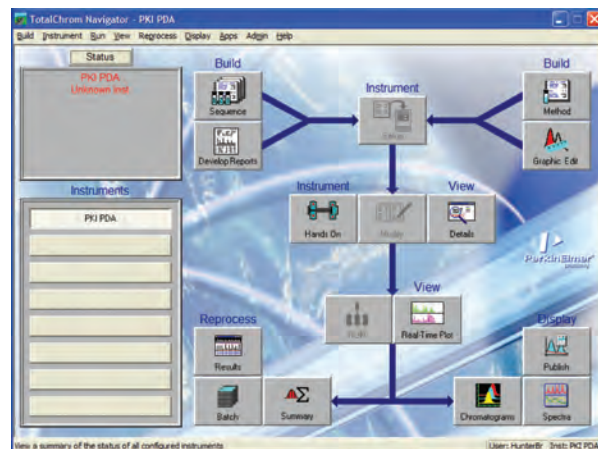 TotalChrom Navigator - PKI PDA
Build Instrument Run View Reprocess Display Apps Admin Help
Status
PKI PDA
Unknown Inst.
Instruments
PKI PDA
Build
Sequence
Develop Reports
Instrument
Build
Method
Graphic Edit
Instrument
Hands On
View
Details
View
Real-Time Plot
PerkinElmer
Reprocess
Results
Batch
Summary
Display
Publish
Chromatograms
Spectra
View a summary of the status of all configured instruments
User: HunterBr Inst: PKI PDA